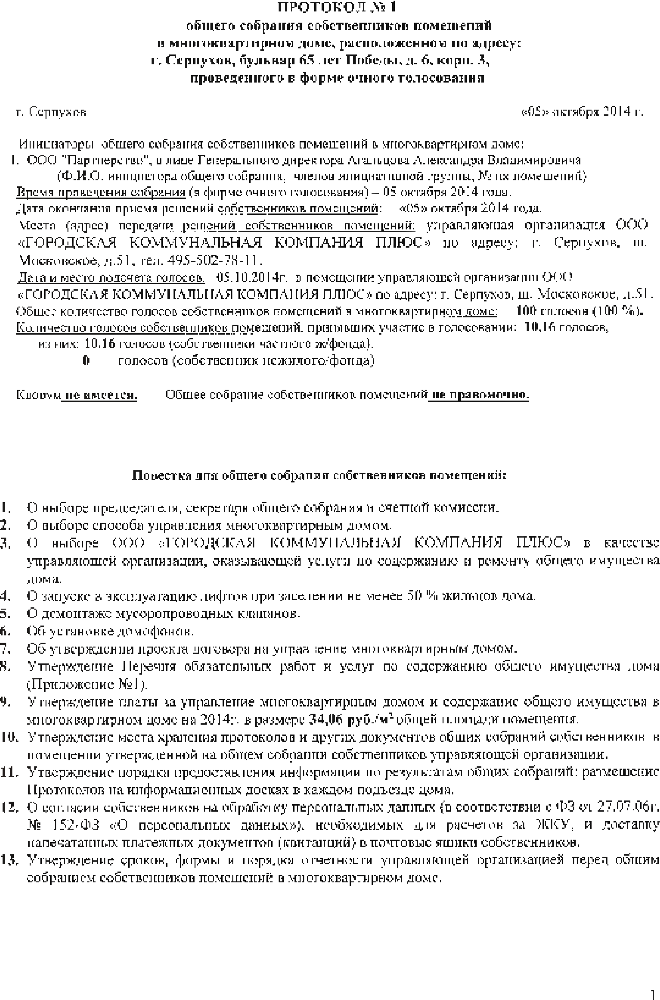 ПРОТОКОЛ № 1
общего собрания собственников помещений
в многоквартирном доме, расположенном по адресу:
г. Серпухов, бульвар 65 лет Победы, д. 6, корп. 3,
проведенного в форме очного голосования
г. Серпухов «05» октября 2014 г.
Инициаторы общего собрания собственников помещений в многоквартирном доме:
1. ООО "Партнерство", в лице Генерального директора Агальцова Александра Владимировича
(Ф.И.О. инициатора общего собрания, членов инициативной группы, № их помещений)
Время проведения собрания (в форме очного голосования) – 05 октября 2014 года.
Дата окончания приема решений собственников помещений: «05» октября 2014 года.
Место (адрес) передачи решений собственников помещений: управляющая организация ООО
«ГОРОДСКАЯ КОММУНАЛЬНАЯ КОМПАНИЯ ПЛЮС» по адресу: г. Серпухов, ш.
Московское, д.51, тел. 495-502-78-11.
Дата и место подсчета голосов. 05.10.2014г. в помещении управляющей организации ООО
«ГОРОДСКАЯ КОММУНАЛЬНАЯ КОМПАНИЯ ПЛЮС» по адресу: г. Серпухов, ш. Московское, д.51.
Общее количество голосов собственников помещений в многоквартирном доме: 100 голосов (100 %).
Количество голосов собственников помещений, принявших участие в голосовании: 10,16 голосов,
из них: 10,16 голосов (собственники частного ж/фонда).
0 голосов (собственник нежилого/фонда)
Кворум не имеется. Общее собрание собственников помещений не правомочно.
Повестка дня общего собрания собственников помещений:
1. О выборе председателя, секретаря общего собрания и счетной комиссии.
2. О выборе способа управления многоквартирным домом.
3. О выборе ООО «ГОРОДСКАЯ КОММУНАЛЬНАЯ КОМПАНИЯ ПЛЮС» в качестве
управляющей организации, оказывающей услуги по содержанию и ремонту общего имущества
дома.
4. О запуске в эксплуатацию лифтов при заселении не менее 50 % жильцов дома.
5. О демонтаже мусоропроводных клапанов.
6. Об установке домофонов.
7. Об утверждении проекта договора на управление многоквартирным домом.
8. Утверждение Перечня обязательных работ и услуг по содержанию общего имущества дома
(Приложение №1).
9. Утверждение платы за управление многоквартирным домом и содержание общего имущества в
многоквартирном доме на 2014г. в размере 34,06 руб./м² общей площади помещения.
10. Утверждение места хранения протоколов и других документов общих собраний собственников в
помещении утвержденной на общем собрании собственников управляющей организации.
11. Утверждение порядка предоставления информации по результатам общих собраний: размещение
Протоколов на информационных досках в каждом подъезде дома.
12. О согласии собственников на обработку персональных данных (в соответствии с ФЗ от 27.07.06г.
№ 152-ФЗ «О персональных данных»), необходимых для расчетов за ЖКУ, и доставку
напечатанных платежных документов (квитанций) в почтовые ящики собственников.
13. Утверждение сроков, формы и порядка отчетности управляющей организацией перед общим
собранием собственников помещений в многоквартирном доме.
1